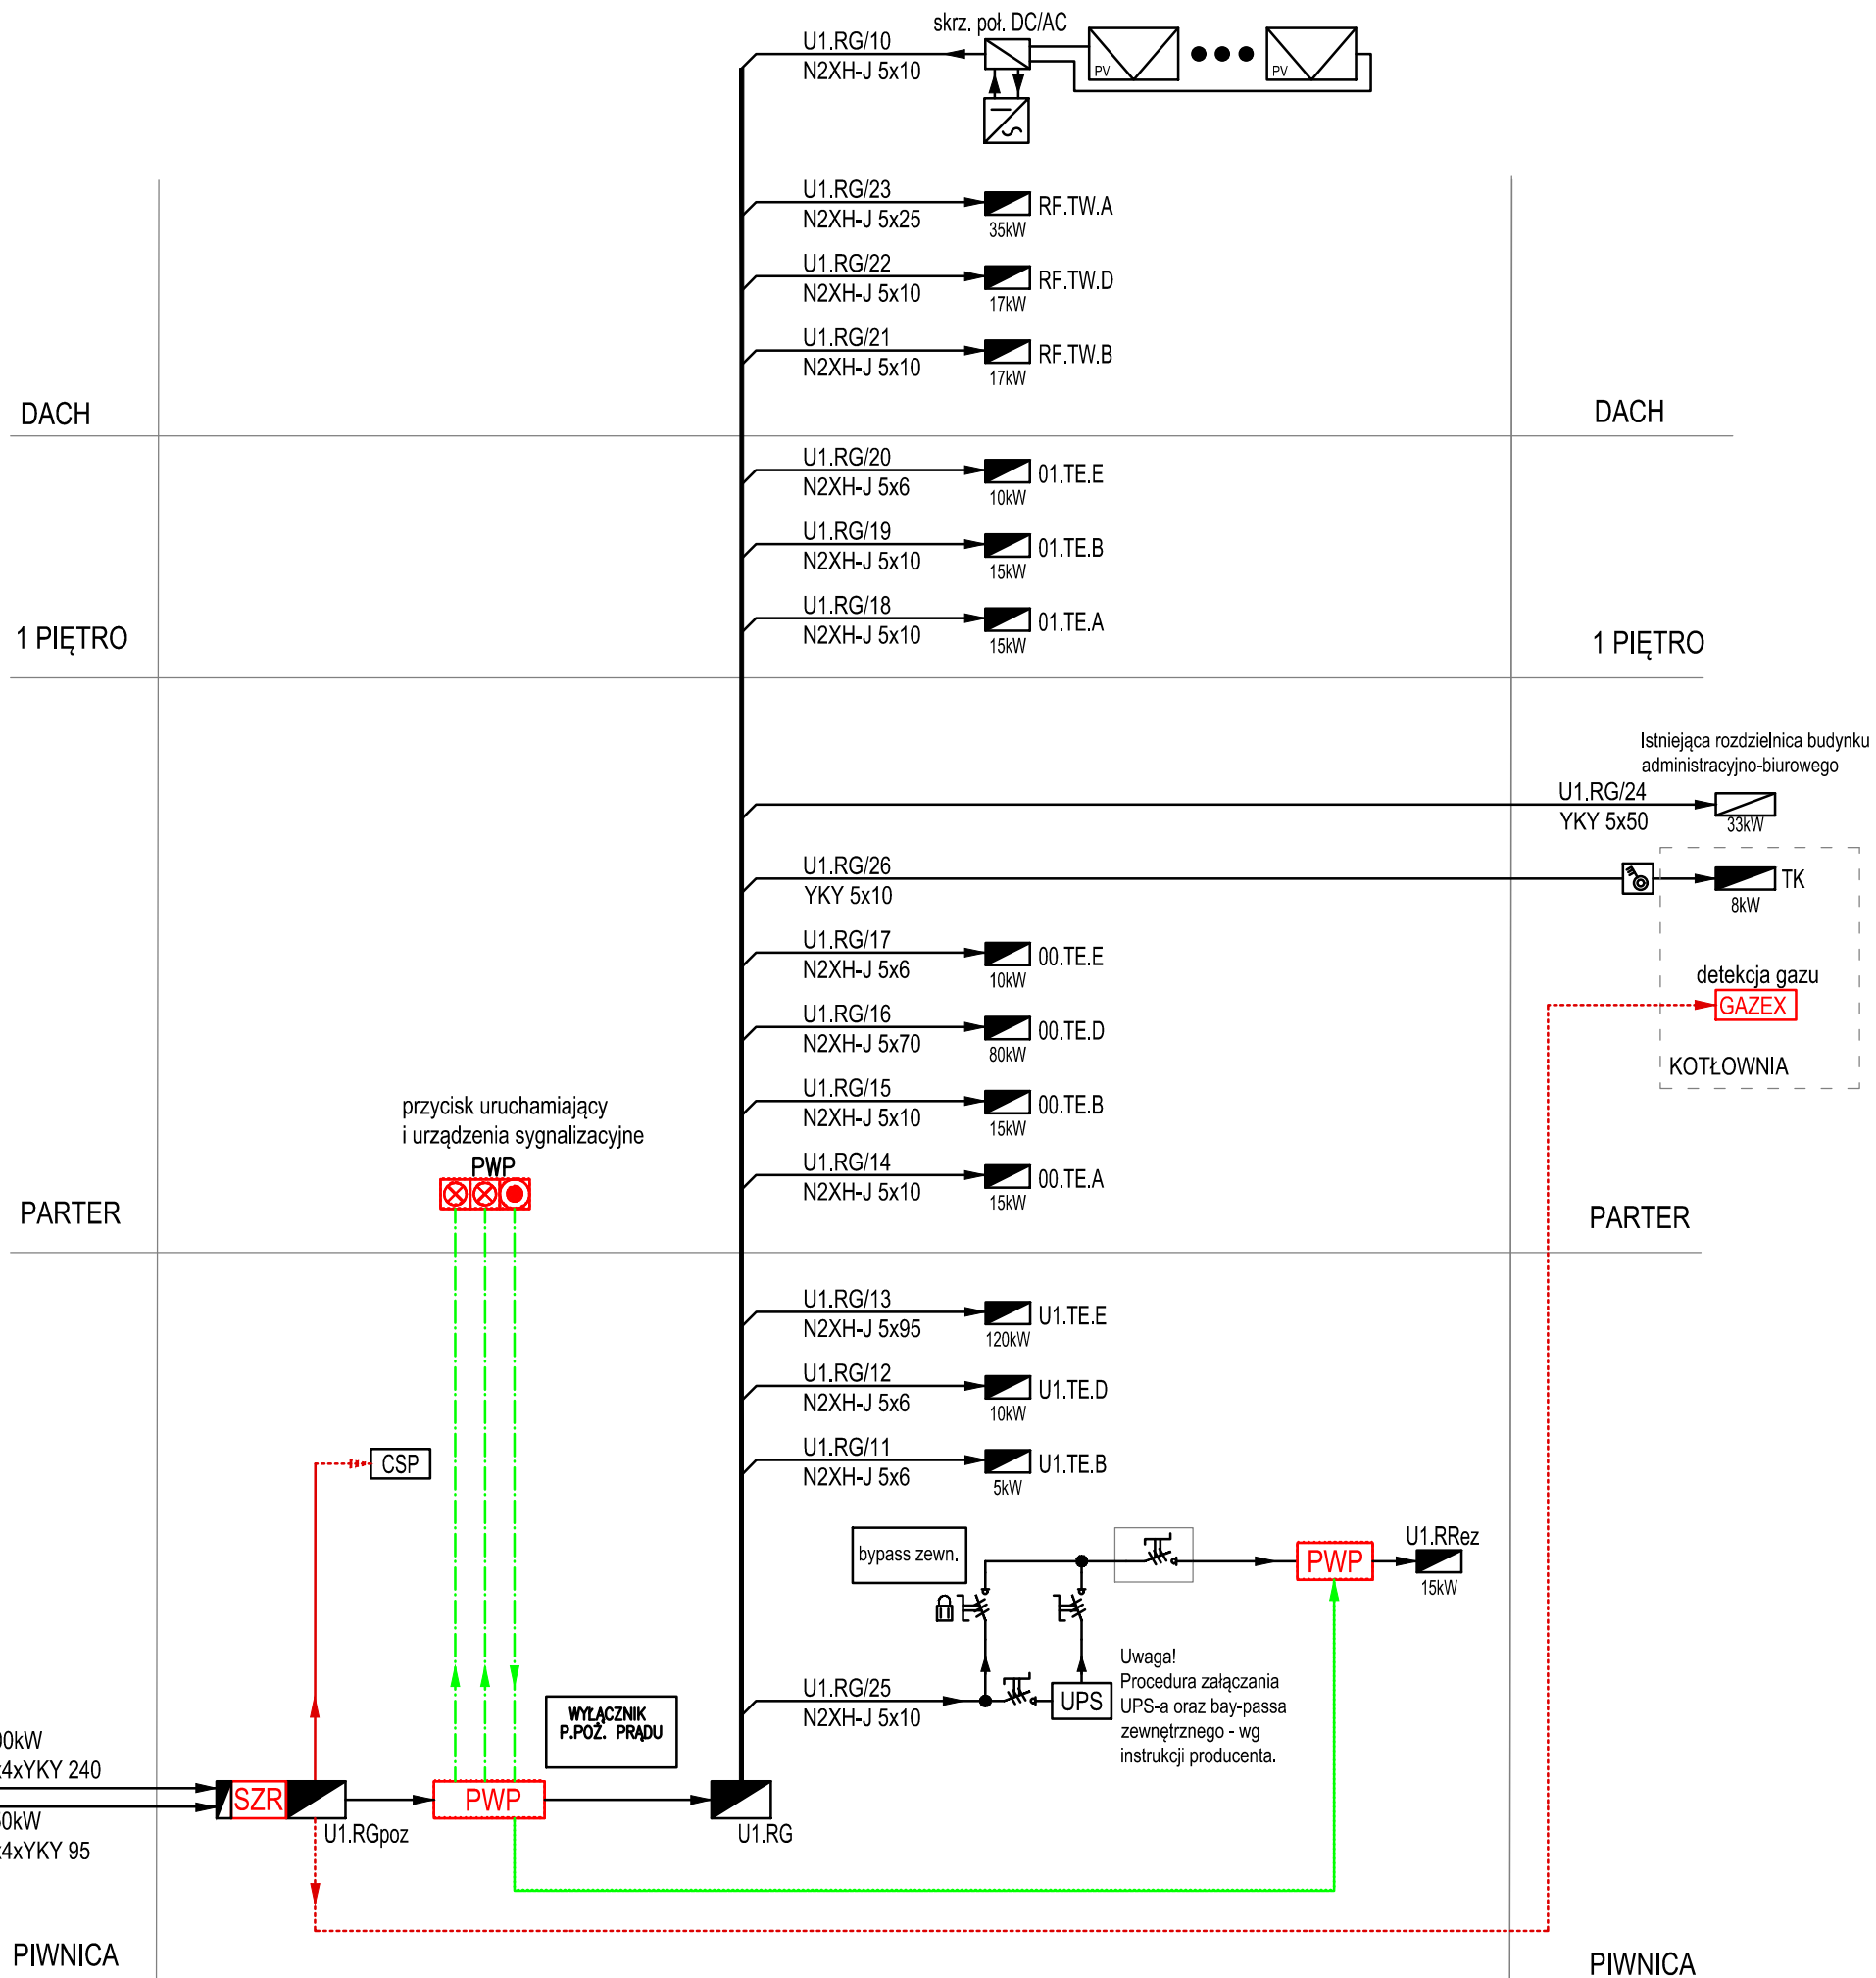 skrz. poł. DC/AC
U1.RG/10
N2XH-J 5x10
PV
PV
U1.RG/23
N2XH-J 5x25
RF.TW.A
35kW
U1.RG/22
N2XH-J 5x10
RF.TW.D
17kW
U1.RG/21
N2XH-J 5x10
RF.TW.B
17kW
DACH
DACH
U1.RG/20
N2XH-J 5x6
01.TE.E
10kW
U1.RG/19
N2XH-J 5x10
01.TE.B
15kW
U1.RG/18
N2XH-J 5x10
01.TE.A
15kW
1 PIĘTRO
1 PIĘTRO
Istniejąca rozdzielnica budynku
administracyjno-biurowego
U1.RG/24
YKY 5x50
33kW
U1.RG/26
YKY 5x10
TK
8kW
U1.RG/17
N2XH-J 5x6
00.TE.E
10kW
detekcja gazu
GAZEX
KOTŁOWNIA
U1.RG/16
N2XH-J 5x70
00.TE.D
80kW
U1.RG/15
N2XH-J 5x10
00.TE.B
15kW
przycisk uruchamiający
i urządzenia sygnalizacyjne
PWP
U1.RG/14
N2XH-J 5x10
00.TE.A
15kW
PARTER
PARTER
U1.RG/13
N2XH-J 5x95
U1.TE.E
120kW
U1.RG/12
N2XH-J 5x6
U1.TE.D
10kW
U1.RG/11
N2XH-J 5x6
U1.TE.B
5kW
CSP
bypass zewn.
PWP
U1.RRez
15kW
U1.RG/25
N2XH-J 5x10
UPS
Uwaga!
Procedura załączania
UPS-a oraz bay-passa
zewnętrznego - wg
instrukcji producenta.
WYŁĄCZNIK
P.POŻ. PRĄDU
0kW
4xYKY 240
SZR
U1.RGpoz
PWP
U1.RG
0kW
4xYKY 95
PIWNICA
PIWNICA